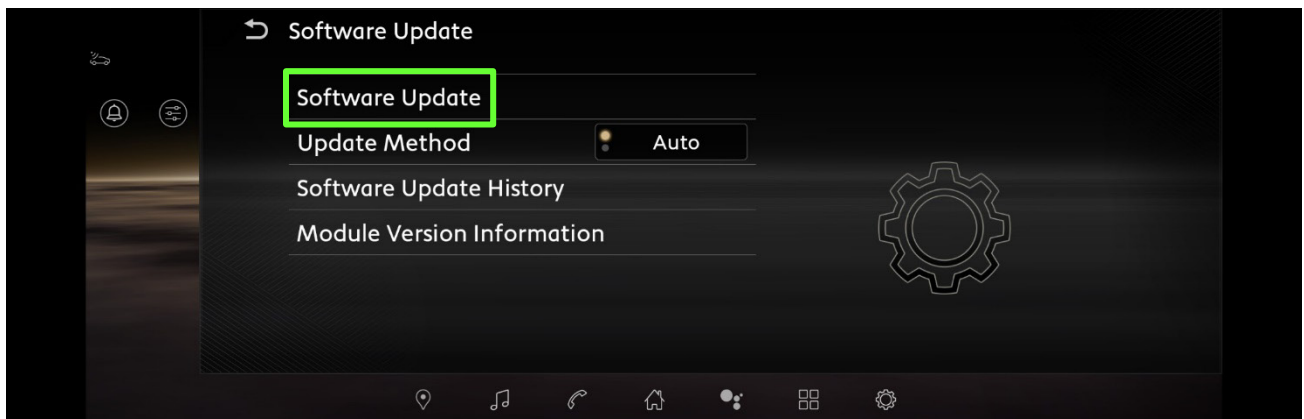 Software Update
Software Update
Update Method Auto
Software Update History
Module Version Information